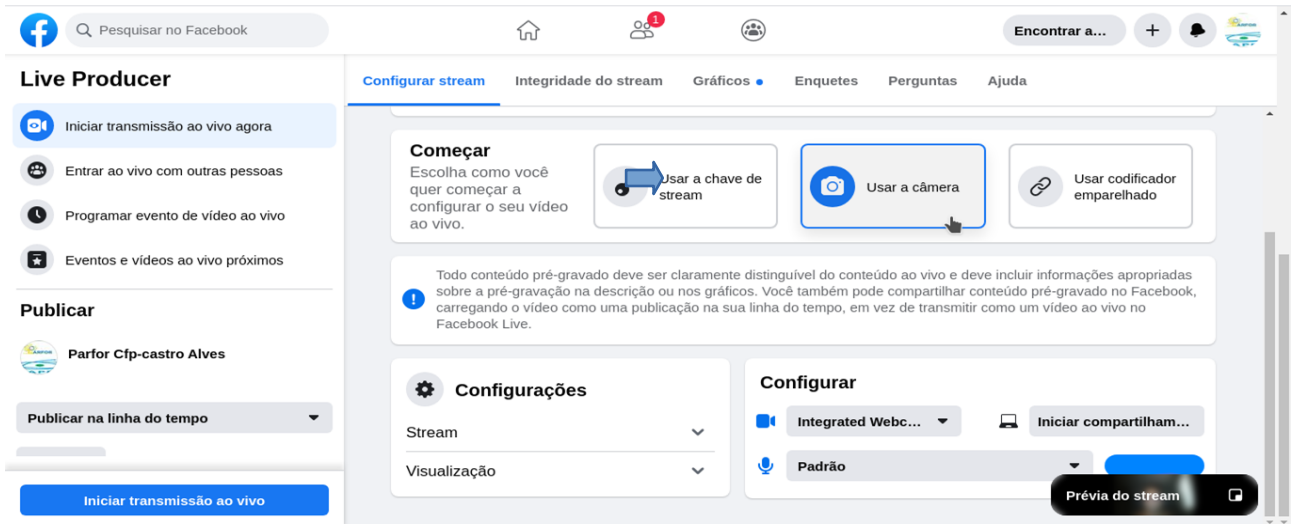 Pesquisar no Facebook
1
Encontrar a...
Live Producer
Iniciar transmissão ao vivo agora
Entrar ao vivo com outras pessoas
Programar evento de vídeo ao vivo
Eventos e vídeos ao vivo próximos
Publicar
Parfor Cfp-castro Alves
Publicar na linha do tempo
Iniciar transmissão ao vivo
Configurar stream
Integridade do stream
Gráficos
Enquetes
Perguntas
Ajuda
Começar
Escolha como você
quer começar a
configurar o seu vídeo
ao vivo.
Usar a chave de
stream
Usar a câmera
Usar codificador
emparelhado
Todo conteúdo pré-gravado deve ser claramente distinguível do conteúdo ao vivo e deve incluir informações apropriadas
sobre a pré-gravação na descrição ou nos gráficos. Você também pode compartilhar conteúdo pré-gravado no Facebook,
carregando o vídeo como uma publicação na sua linha do tempo, em vez de transmitir como um vídeo ao vivo no
Facebook Live.
Configurações
Stream
Visualização
Configurar
Integrated Webc...
Iniciar compartilham...
Padrão
Prévia do stream